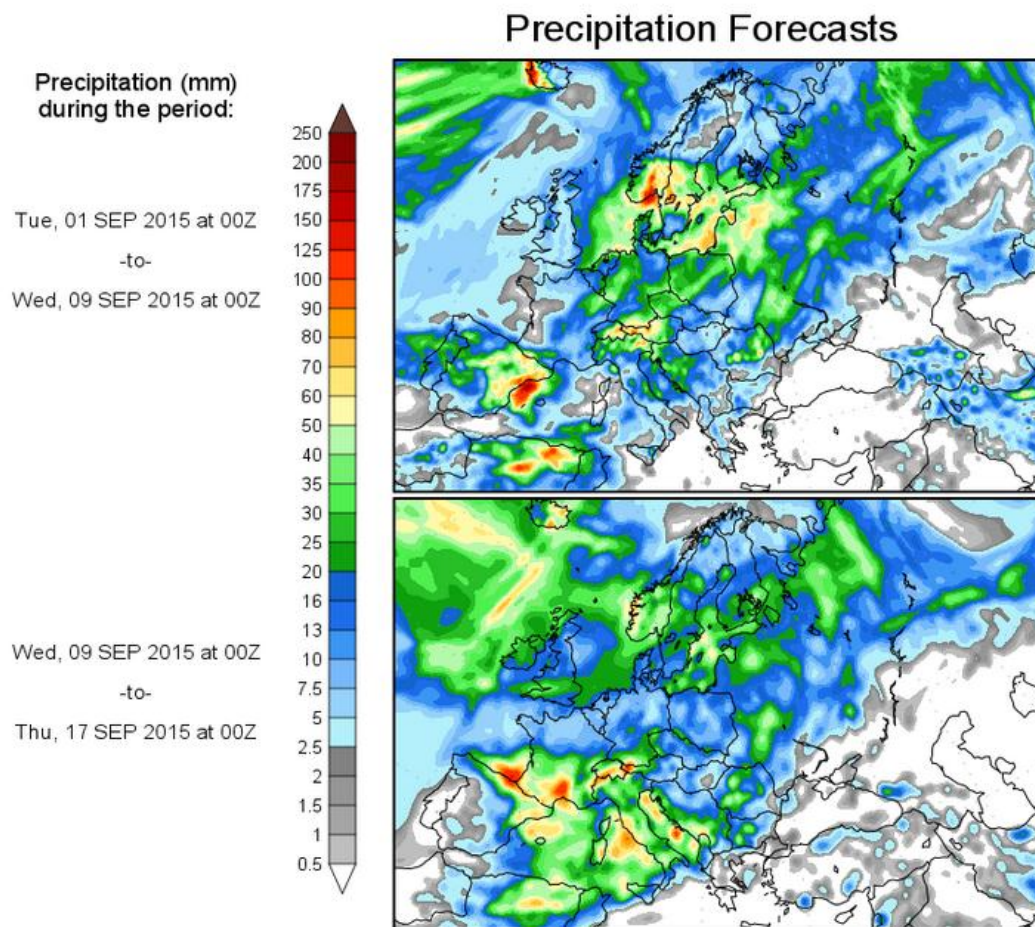 Precipitation Forecasts
Precipitation (mm)
during the period:
Tue, 01 SEP 2015 at 00Z
-to-
Wed, 09 SEP 2015 at 00Z
Wed, 09 SEP 2015 at 00Z
-to-
Thu, 17 SEP 2015 at 00Z
250
200
175
150
125
100
90
80
70
60
50
40
35
30
25
20
16
13
10
7.5
5
2.5
2
1.5
1
0.5